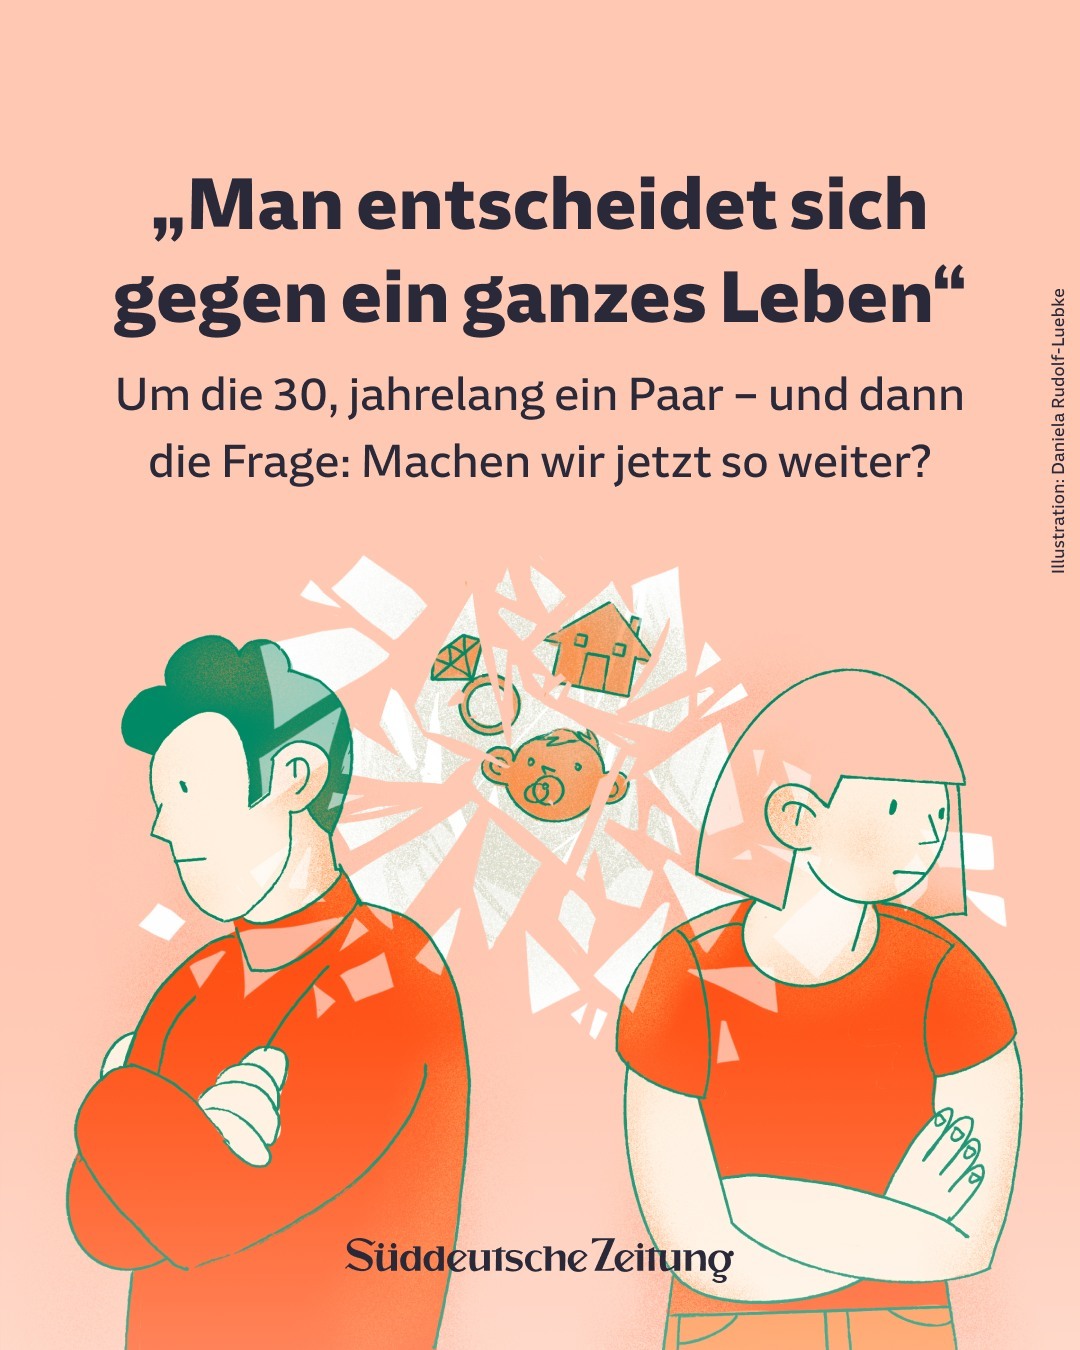 „Man entscheidet sich
gegen ein ganzes Leben“
Um die 30, jahrelang ein Paar – und dann
die Frage: Machen wir jetzt so weiter?
Illustration: Daniela Rudolf-Luebke
Süddeutsche Zeitung